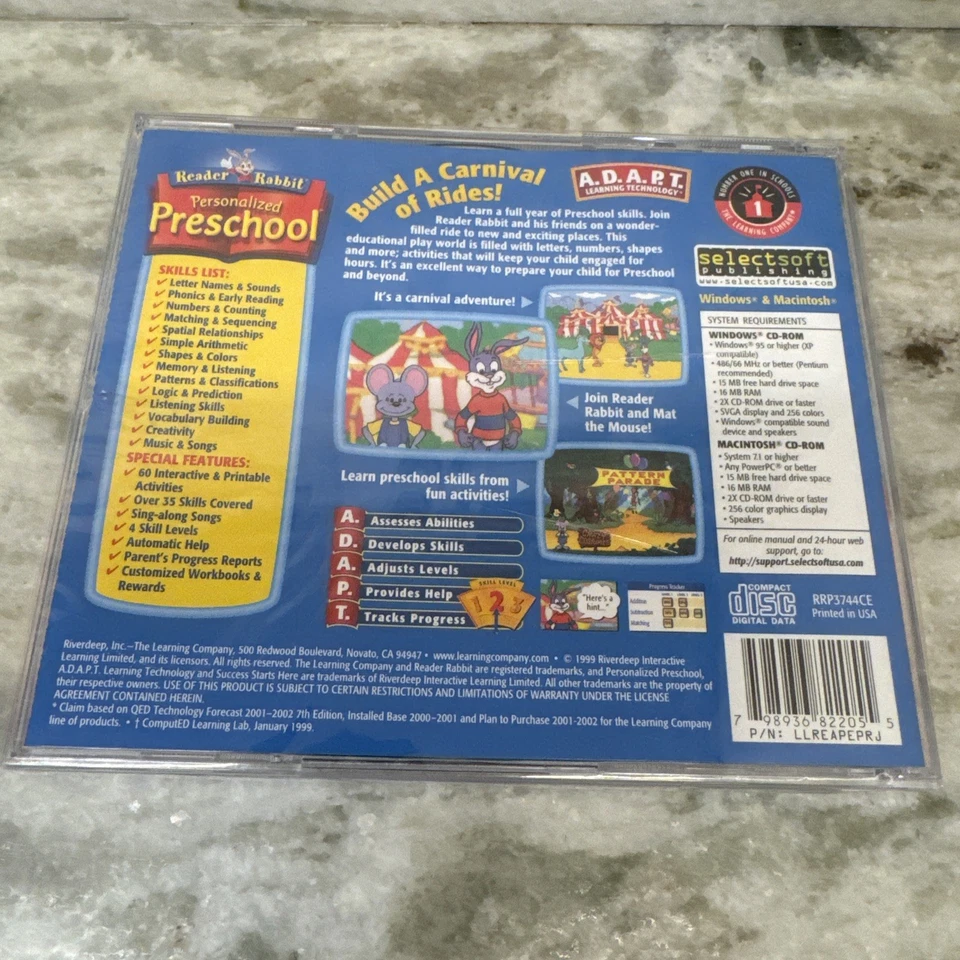 Reader Rabbit
Personalized
Preschool
SKILLS LIST:
✓ Letter Names & Sounds
✓ Phonics & Early Reading
✓ Numbers & Counting
✓ Matching & Sequencing
✓ Spatial Relationships
✓ Simple Arithmetic
✓ Shapes & Colors
✓ Memory & Listening
✓ Patterns & Classifications
✓ Logic & Prediction
✓ Listening Skills
✓ Vocabulary Building
✓ Creativity
✓ Music & Songs
SPECIAL FEATURES:
✓ 60 Interactive & Printable
Activities
✓ Over 35 Skills Covered
✓ Sing-along Songs
✓ 4 Skill Levels
✓ Automatic Help
✓ Parent's Progress Reports
✓ Customized Workbooks &
Rewards
Build A Carnival
of Rides!
A.D.A.P.T.
LEARNING TECHNOLOGY
Learn a full year of Preschool skills. Join
Reader Rabbit and his friends on a wonder-
filled ride to new and exciting places. This
educational play world is filled with letters, numbers, shapes
and more; activities that will keep your child engaged for
hours. It's an excellent way to prepare your child for Preschool
and beyond.
It's a carnival adventure!
Join Reader
Rabbit and Mat
the Mouse!
Learn preschool skills from
fun activities!
PATTERN
PARADE
A. Assesses Abilities
D. Develops Skills
A. Adjusts Levels
P. Provides Help
T. Tracks Progress
SKILL LEVEL
1 2 3
"Here's a
hint..."
Progress Tracker
Addition
Subtraction
Matching
NUMBER ONE IN SCHOOLS
1
THE LEARNING COMPANY
selectsoft
publishing
www.selectsoftusa.com
Windows® & Macintosh®
SYSTEM REQUIREMENTS
WINDOWS® CD-ROM
• Windows® 95 or higher (XP
compatible)
• 486/66 MHz or better (Pentium
recommended)
• 15 MB free hard drive space
• 16 MB RAM
• 2X CD-ROM drive or faster
• SVGA display and 256 colors
• Windows® compatible sound
device and speakers
MACINTOSH® CD-ROM
• System 7.1 or higher
• Any PowerPC® or better
• 15 MB free hard drive space
• 16 MB RAM
• 2X CD-ROM drive or faster
• 256 color graphics display
• Speakers
For online manual and 24-hour web
support, go to:
http://support.selectsoftusa.com
COMPACT
disc
DIGITAL DATA
RRP3744CE
Printed in USA
Riverdeep, Inc.—The Learning Company, 500 Redwood Boulevard, Novato, CA 94947 • www.learningcompany.com • © 1999 Riverdeep Interactive
Learning Limited, and its licensors. All rights reserved. The Learning Company and Reader Rabbit are registered trademarks, and Personalized Preschool,
A.D.A.P.T. Learning Technology and Success Starts Here are trademarks of Riverdeep Interactive Learning Limited. All other trademarks are the property of
their respective owners. USE OF THIS PRODUCT IS SUBJECT TO CERTAIN RESTRICTIONS AND LIMITATIONS OF WARRANTY UNDER THE LICENSE
AGREEMENT CONTAINED HEREIN.
* Claim based on QED Technology Forecast 2001–2002 7th Edition, Installed Base 2000–2001 and Plan to Purchase 2001-2002 for the Learning Company
line of products. • † ComputED Learning Lab, January 1999.
7 98936 82205 5
P/N: LLREAPEPRJ